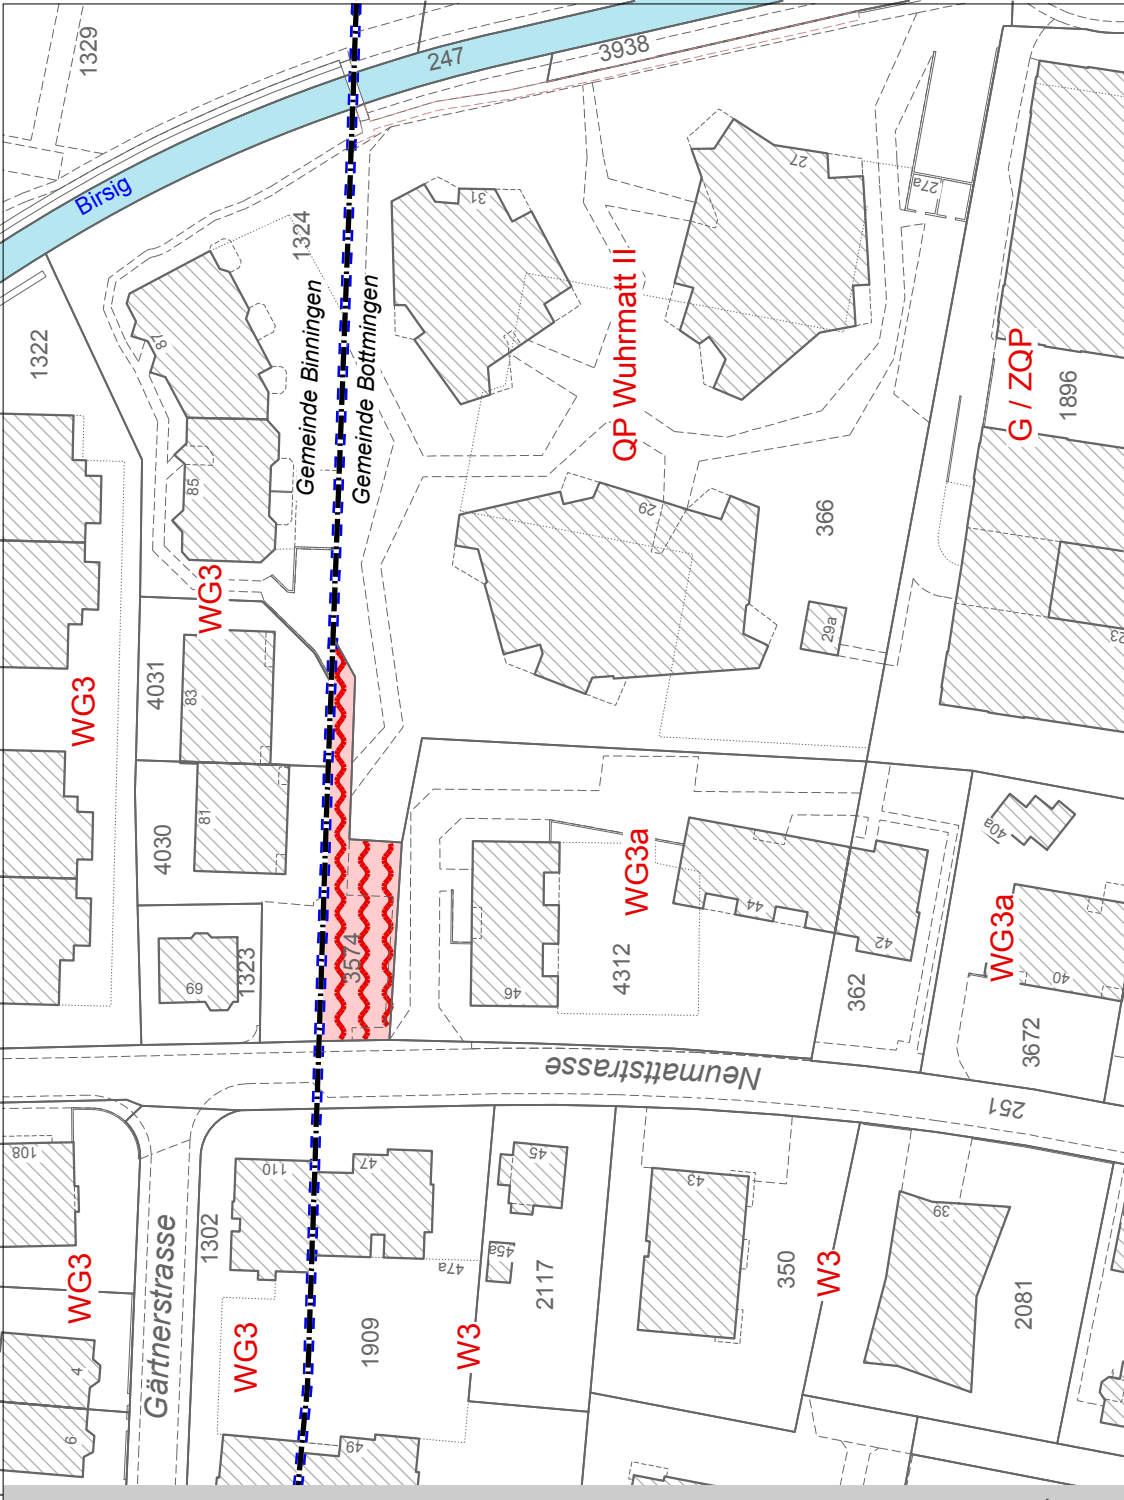 1329
247
3938
Birsig
1324
31
27
27a
1322
87
Gemeinde Binningen
Gemeinde Bottmingen
QP Wuhrmatt II
G / ZQP
1896
85
29
366
WG3
29a
23
WG3
4031
83
4030
81
WG3a
40a
44
42
WG3a
40
69
1323
3574
46
4312
362
3672
Neumattstrasse
251
108
110
47
45
43
39
Gärtnerstrasse
1302
45a
47a
WG3
WG3
1909
W3
2117
350
W3
2081
4
6
49